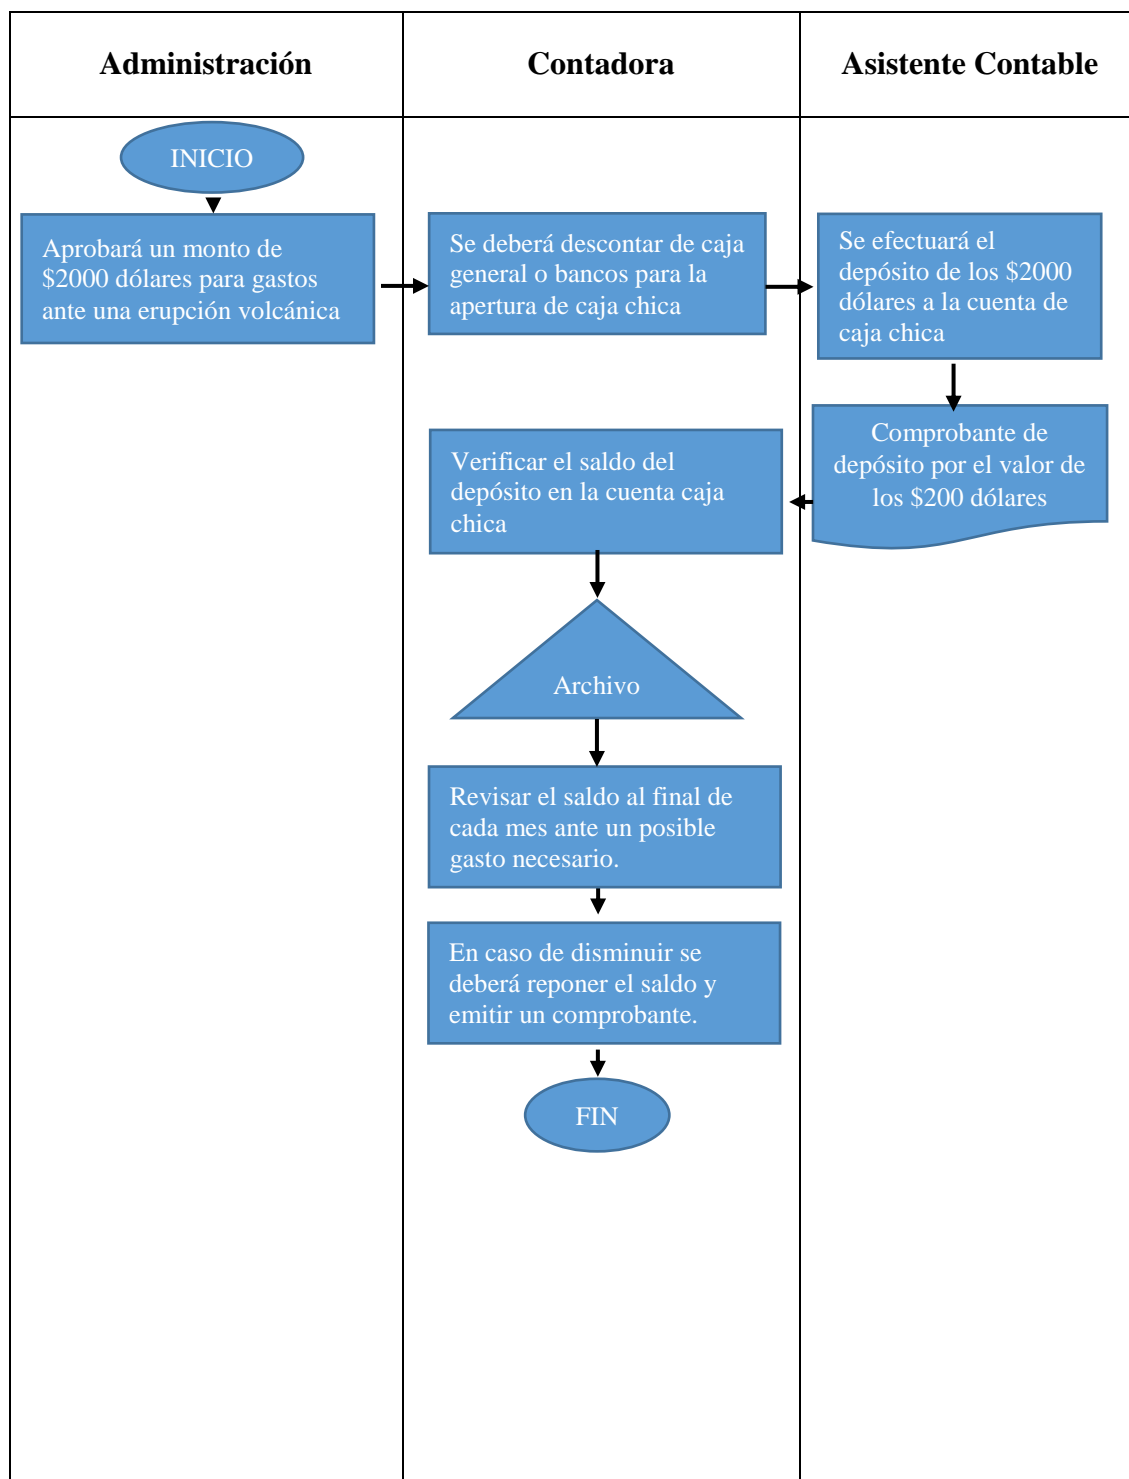 Administración
Contadora
Asistente Contable
INICIO
Aprobará un monto de
$2000 dólares para gastos
ante una erupción volcánica
Se deberá descontar de caja
general o bancos para la
apertura de caja chica
Se efectuará el
depósito de los $2000
dólares a la cuenta de
caja chica
Comprobante de
depósito por el valor de
los $200 dólares
Verificar el saldo del
depósito en la cuenta caja
chica
Archivo
Revisar el saldo al final de
cada mes ante un posible
gasto necesario.
En caso de disminuir se
deberá reponer el saldo y
emitir un comprobante.
FIN